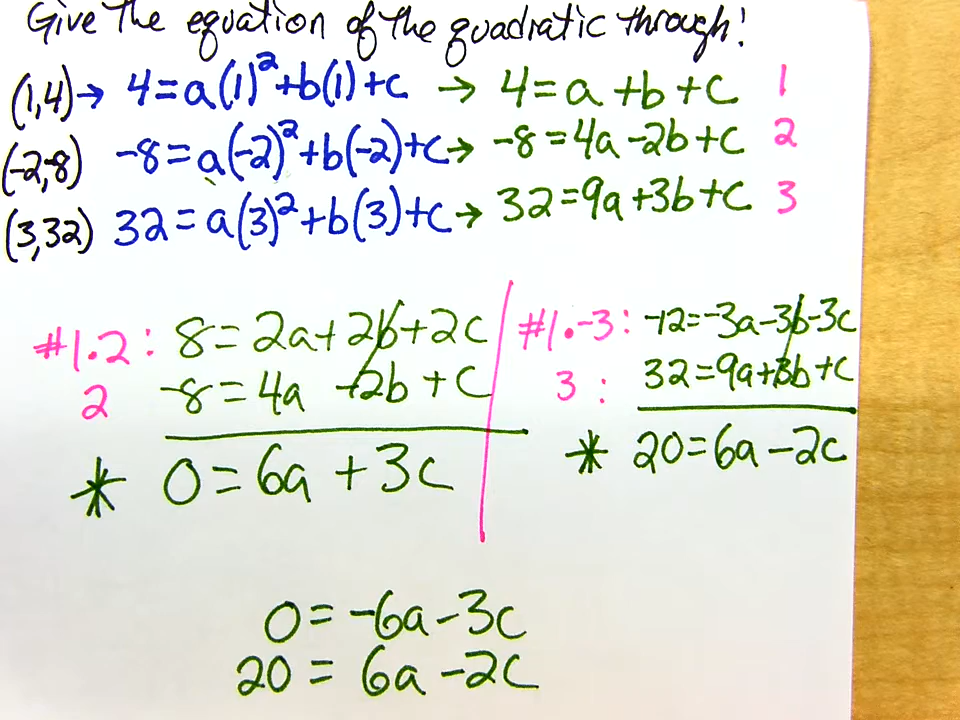 Give the equation of the quadratic through!
(1,4) → 4 = a(1)² + b(1) + c → 4 = a + b + c 1
(-2,-8) -8 = a(-2)² + b(-2) + c → -8 = 4a - 2b + c 2
(3,32) 32 = a(3)² + b(3) + c → 32 = 9a + 3b + c 3
#1·2: 8 = 2a + 2b + 2c
2 -8 = 4a - 2b + c
* 0 = 6a + 3c
#1·-3: -12 = -3a - 3b - 3c
3: 32 = 9a + 3b + c
* 20 = 6a - 2c
0 = -6a - 3c
20 = 6a - 2c